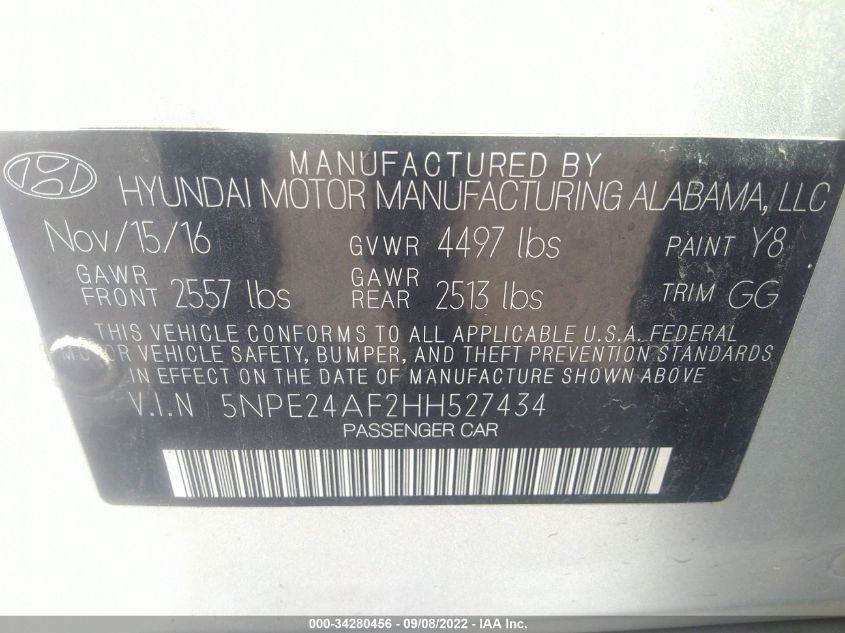 MANUFACTURED BY
HYUNDAI MOTOR MANUFACTURING ALABAMA, LLC
Nov/15/16 GVWR 4497 lbs PAINT Y8
GAWR FRONT 2557 lbs GAWR REAR 2513 lbs TRIM GG
THIS VEHICLE CONFORMS TO ALL APPLICABLE U.S.A. FEDERAL
MOTOR VEHICLE SAFETY, BUMPER, AND THEFT PREVENTION STANDARDS
IN EFFECT ON THE DATE OF MANUFACTURE SHOWN ABOVE
V.I.N 5NPE24AF2HH527434
PASSENGER CAR
000-34280456 - 09/08/2022 - IAA Inc.